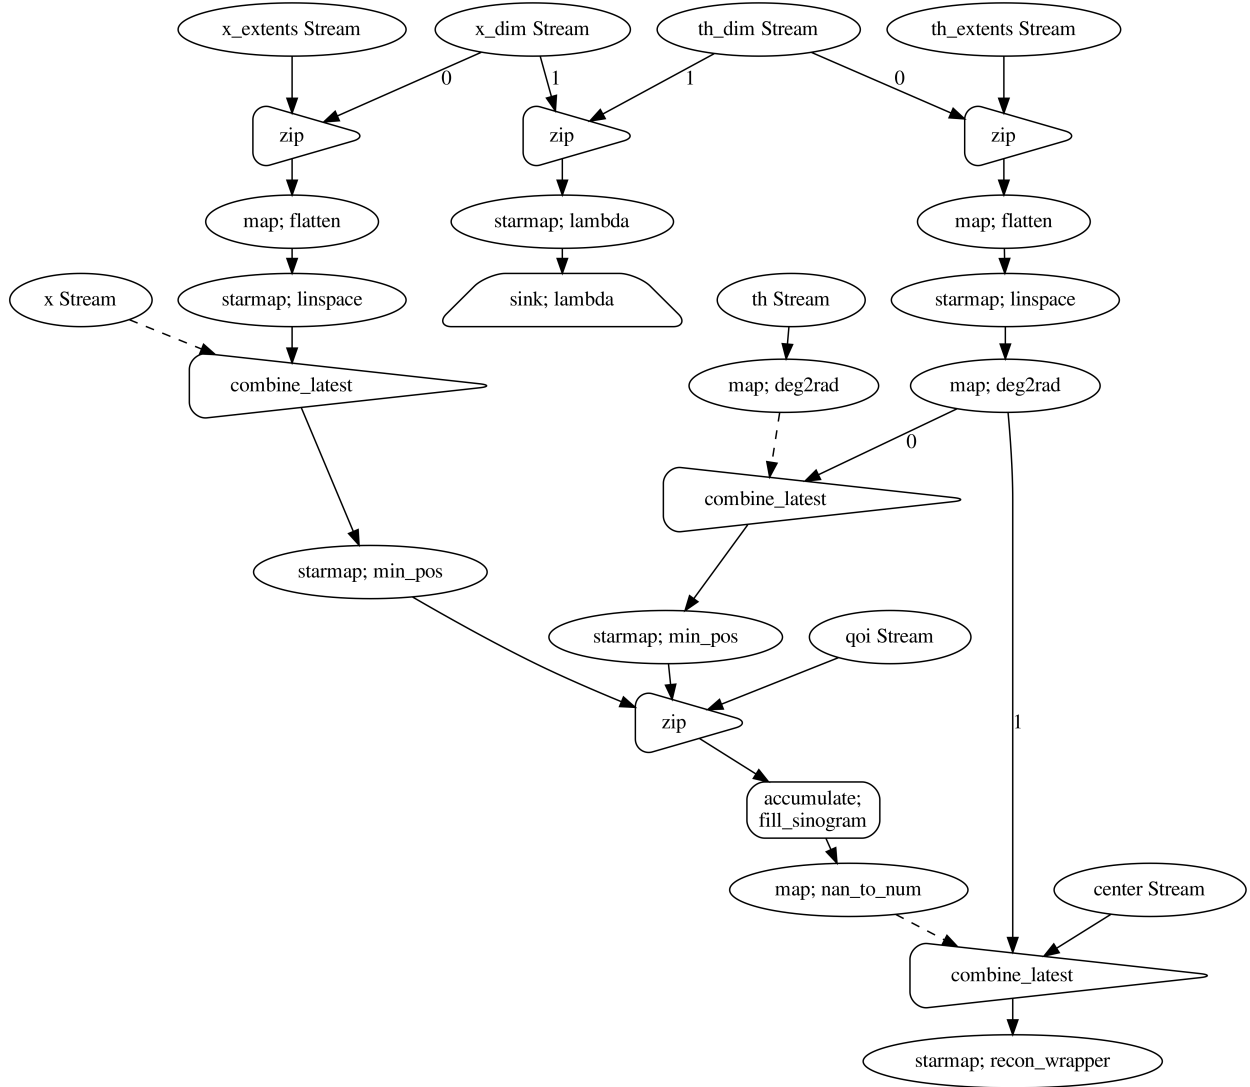 x_extents Stream
x_dim Stream
th_dim Stream
th_extents Stream
0
1
1
0
zip
zip
zip
map; flatten
starmap; lambda
map; flatten
x Stream
starmap; linspace
sink; lambda
th Stream
starmap; linspace
combine_latest
map; deg2rad
map; deg2rad
0
combine_latest
starmap; min_pos
starmap; min_pos
qoi Stream
zip
1
accumulate;
fill_sinogram
map; nan_to_num
center Stream
combine_latest
starmap; recon_wrapper